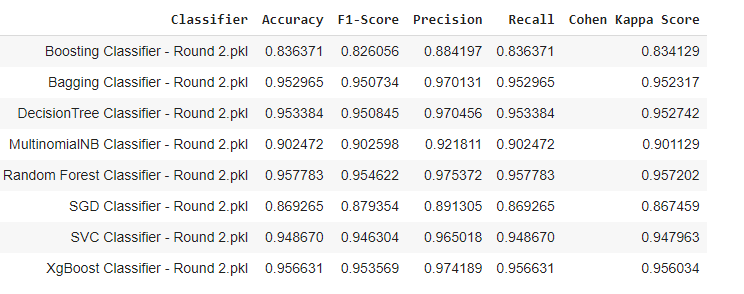 Classifier Accuracy F1-Score Precision Recall Cohen Kappa Score
Boosting Classifier - Round 2.pkl 0.836371 0.826056 0.884197 0.836371 0.834129
Bagging Classifier - Round 2.pkl 0.952965 0.950734 0.970131 0.952965 0.952317
DecisionTree Classifier - Round 2.pkl 0.953384 0.950845 0.970456 0.953384 0.952742
MultinomialNB Classifier - Round 2.pkl 0.902472 0.902598 0.921811 0.902472 0.901129
Random Forest Classifier - Round 2.pkl 0.957783 0.954622 0.975372 0.957783 0.957202
SGD Classifier - Round 2.pkl 0.869265 0.879354 0.891305 0.869265 0.867459
SVC Classifier - Round 2.pkl 0.948670 0.946304 0.965018 0.948670 0.947963
XgBoost Classifier - Round 2.pkl 0.956631 0.953569 0.974189 0.956631 0.956034